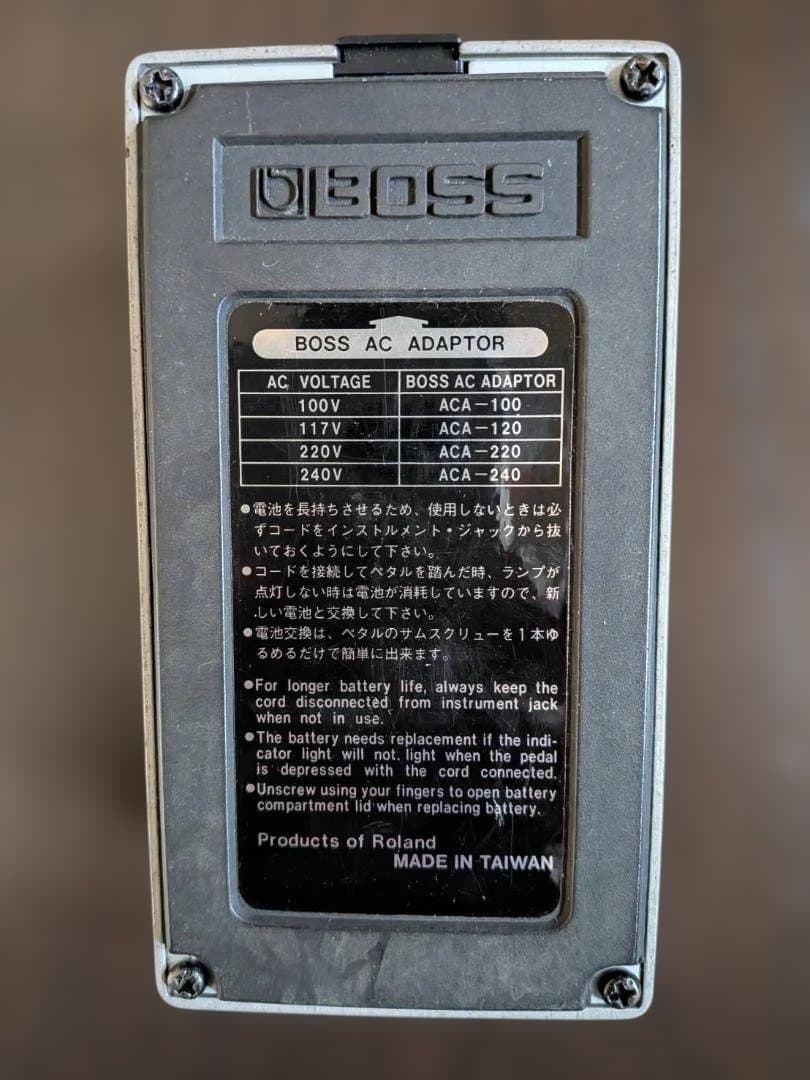 BOSS
BOSS AC ADAPTOR
AC VOLTAGE BOSS AC ADAPTOR
100V ACA-100
117V ACA-120
220V ACA-220
240V ACA-240
●電池を長持ちさせるため、使用しないときは必
ずコードをインストルメント・ジャックから抜
いておくようにして下さい。
●コードを接続してペタルを踏んだ時、ランプが
点灯しない時は電池が消耗していますので、新
しい電池と交換して下さい。
●電池交換は、ペタルのサムスクリューを1本ゆ
るめるだけで簡単に出来ます。
●For longer battery life, always keep the
cord disconnected from instrument jack
when not in use.
●The battery needs replacement if the indi-
cator light will not light when the pedal
is depressed with the cord connected.
●Unscrew using your fingers to open battery
compartment lid when replacing battery.
Products of Roland
MADE IN TAIWAN